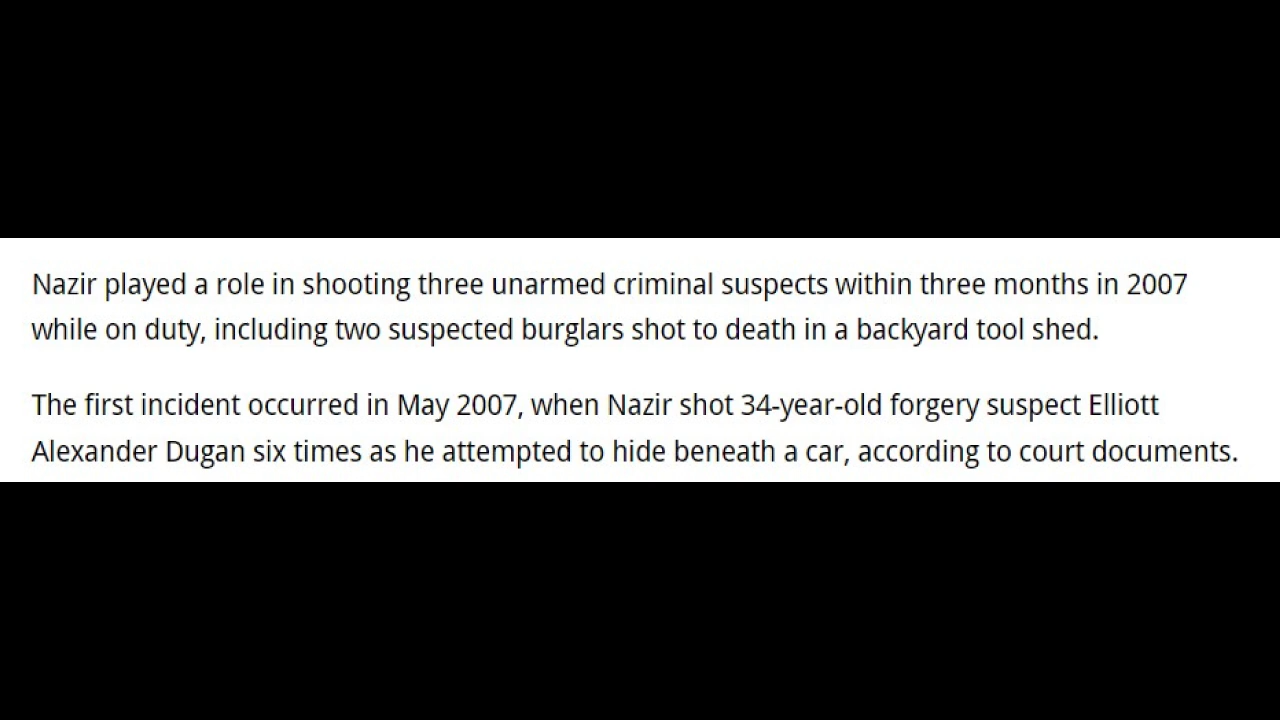 Nazir played a role in shooting three unarmed criminal suspects within three months in 2007
while on duty, including two suspected burglars shot to death in a backyard tool shed.
The first incident occurred in May 2007, when Nazir shot 34-year-old forgery suspect Elliott
Alexander Dugan six times as he attempted to hide beneath a car, according to court documents.